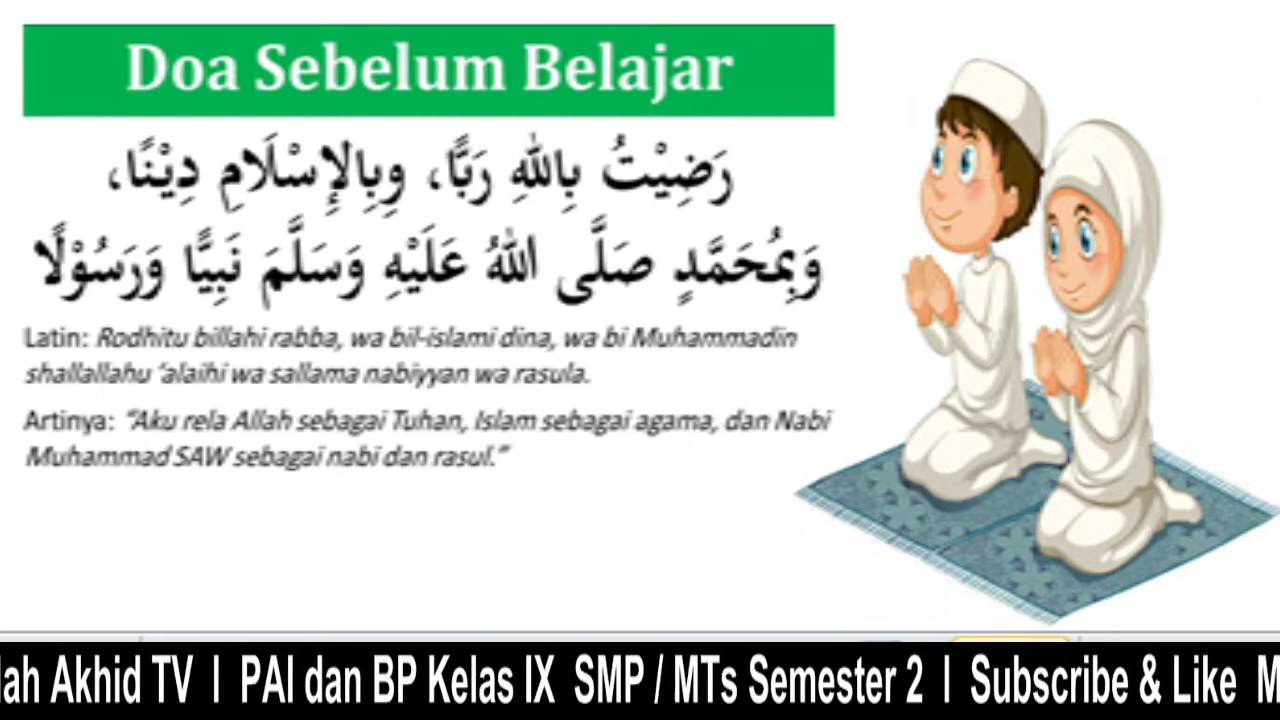 Doa Sebelum Belajar
رَضِيْتُ بِاللهِ رَبًّا، وِبِالإِسْلَامِ دِيْنًا،
وَبِمُحَمَّدٍ صَلَّى اللهُ عَلَيْهِ وَسَلَّمَ نَبِيًّا وَرَسُوْلًا
Latin: Rodhitu billahi rabba, wa bil-islami dina, wa bi Muhammadin
shallallahu ‘alaihi wa sallama nabiyyan wa rasula.
Artinya: “Aku rela Allah sebagai Tuhan, Islam sebagai agama, dan Nabi
Muhammad SAW sebagai nabi dan rasul.”
lah Akhid TV I PAI dan BP Kelas IX SMP / MTs Semester 2 I Subscribe & Like M